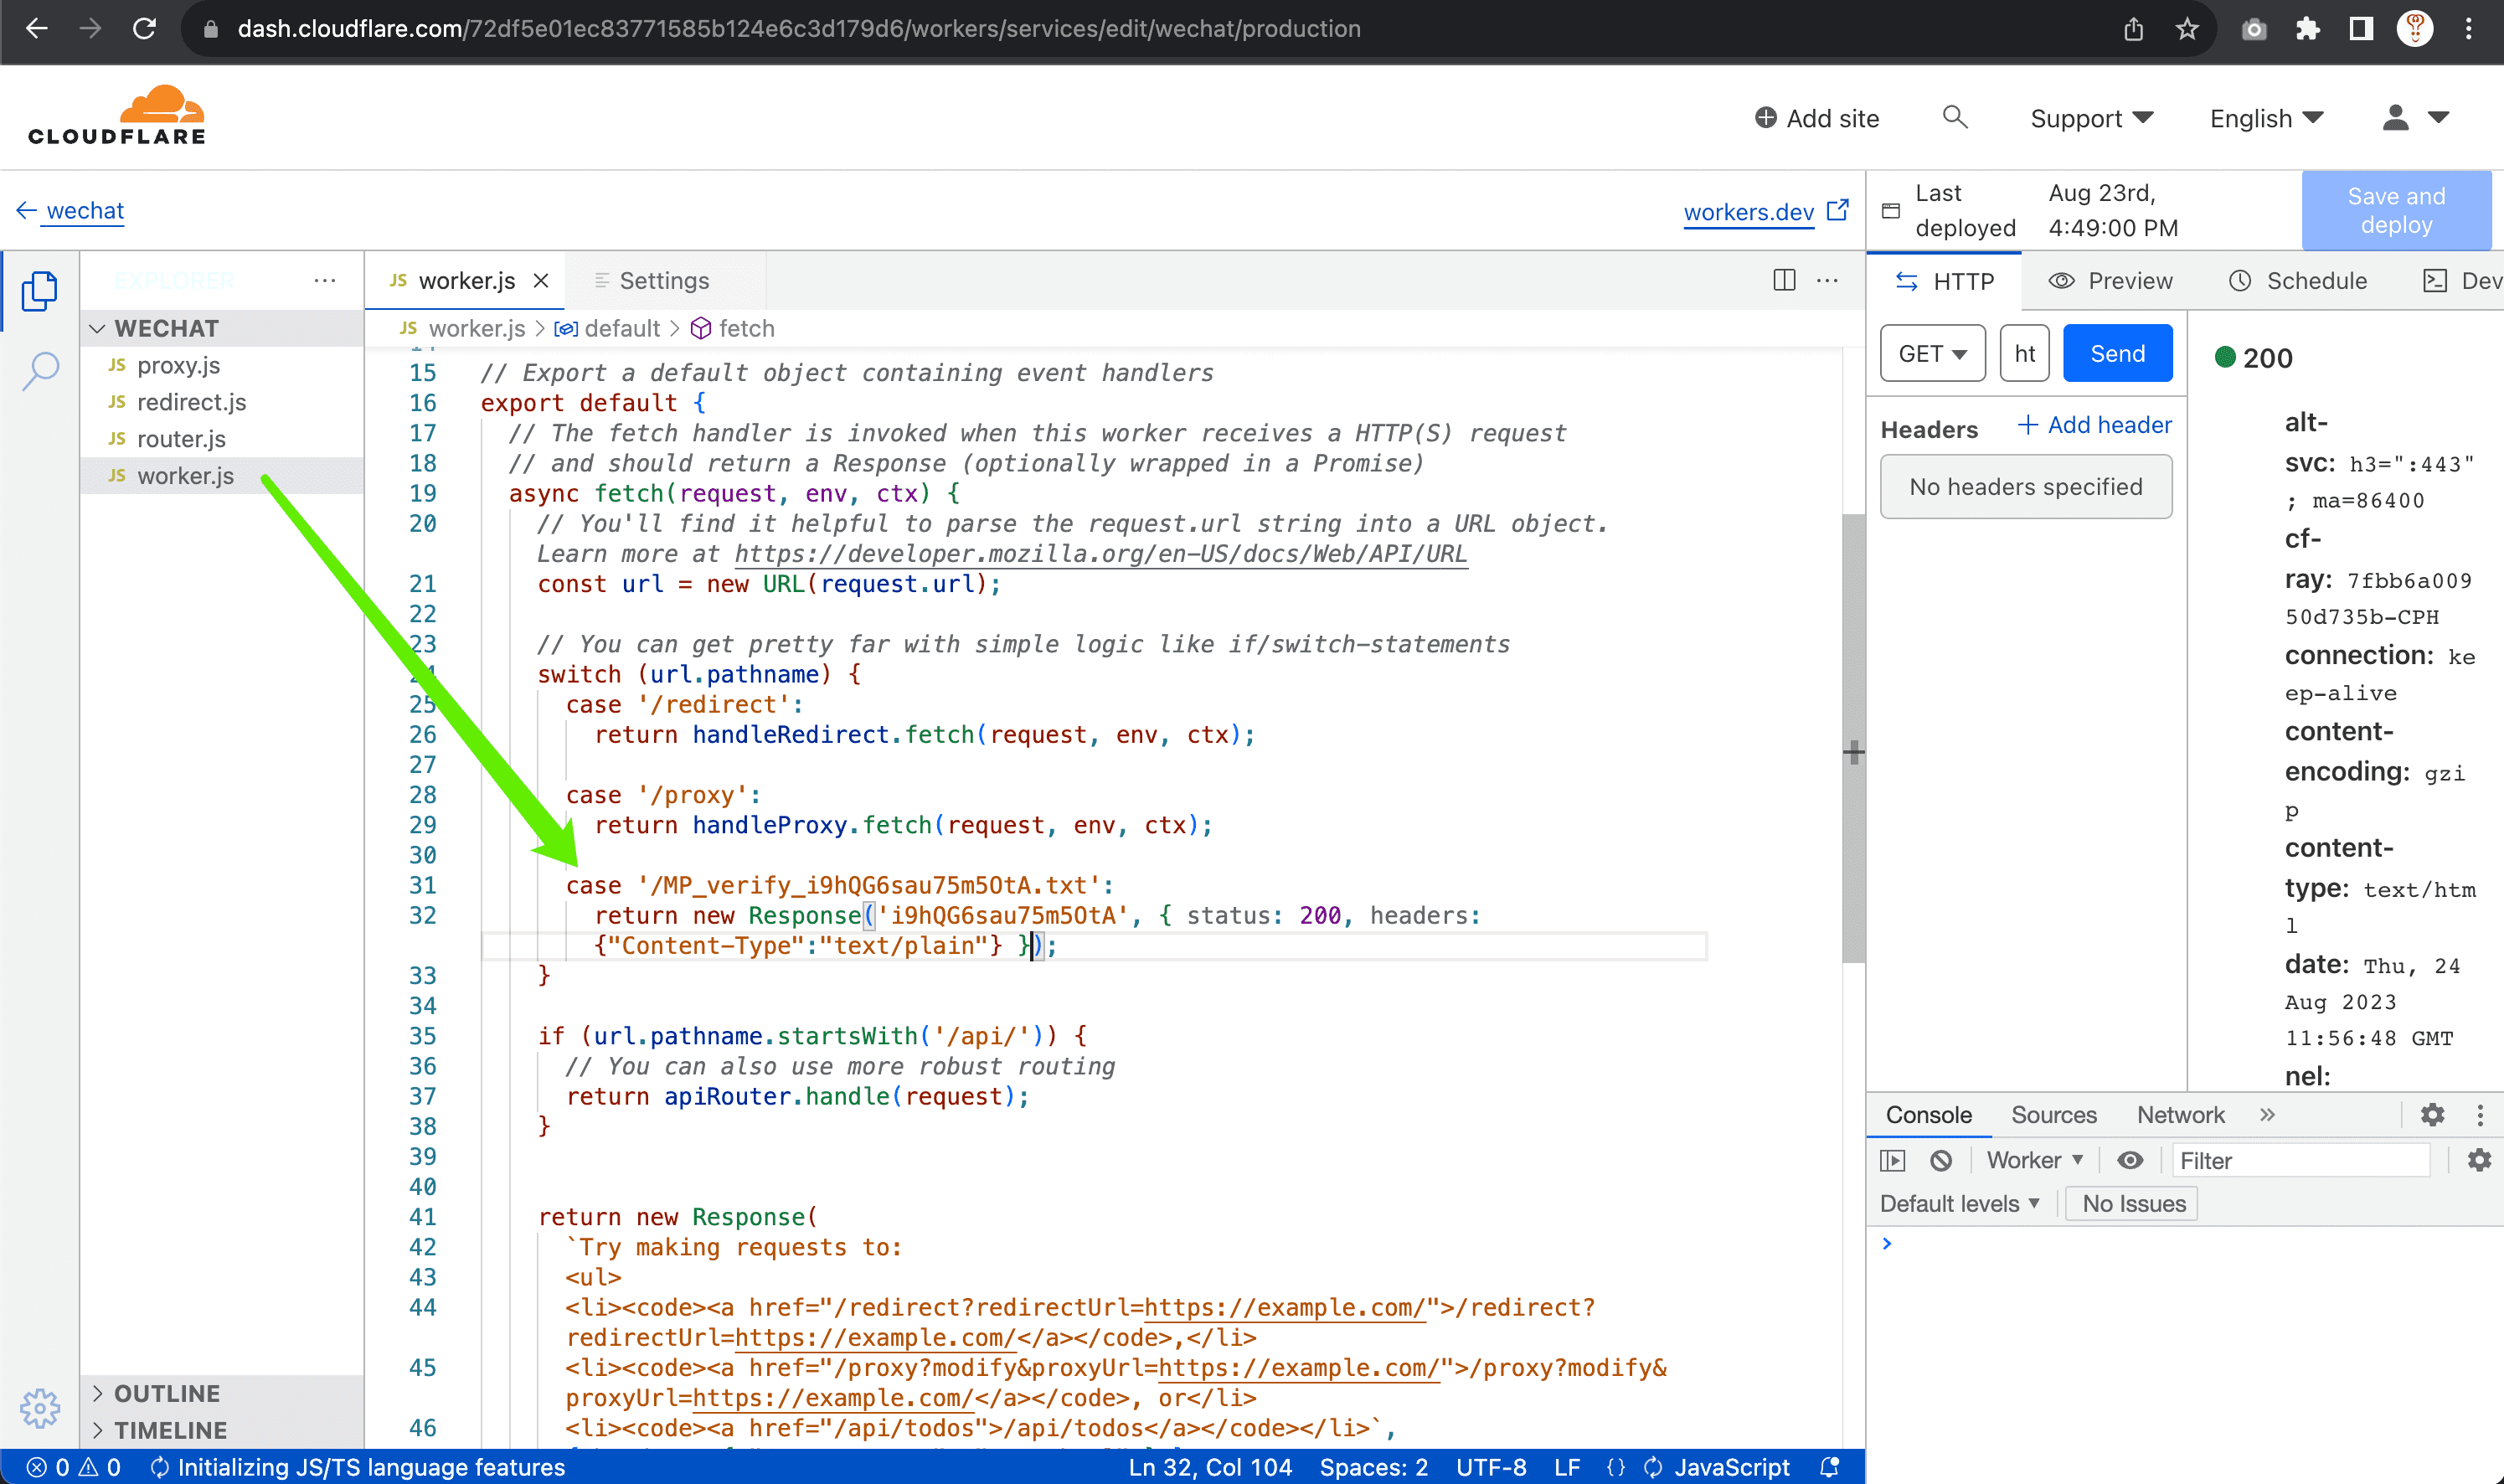 dash.cloudflare.com/72df5e01ec83771585b124e6c3d179d6/workers/services/edit/wechat/production
CLOUDFLARE
Add site
Support
English
wechat
workers.dev
Last deployed
Aug 23rd, 4:49:00 PM
Save and deploy
EXPLORER
WECHAT
JS proxy.js
JS redirect.js
JS router.js
JS worker.js
OUTLINE
TIMELINE
JS worker.js
Settings
JS worker.js > default > fetch
15 // Export a default object containing event handlers
16 export default {
17 // The fetch handler is invoked when this worker receives a HTTP(S) request
18 // and should return a Response (optionally wrapped in a Promise)
19 async fetch(request, env, ctx) {
20 // You'll find it helpful to parse the request.url string into a URL object.
Learn more at https://developer.mozilla.org/en-US/docs/Web/API/URL
21 const url = new URL(request.url);
22
23 // You can get pretty far with simple logic like if/switch-statements
24 switch (url.pathname) {
25 case '/redirect':
26 return handleRedirect.fetch(request, env, ctx);
27
28 case '/proxy':
29 return handleProxy.fetch(request, env, ctx);
30
31 case '/MP_verify_i9hQG6sau75m5OtA.txt':
32 return new Response('i9hQG6sau75m5OtA', { status: 200, headers:
{"Content-Type":"text/plain"} });
33 }
34
35 if (url.pathname.startsWith('/api/')) {
36 // You can also use more robust routing
37 return apiRouter.handle(request);
38 }
39
40
41 return new Response(
42 `Try making requests to:
43 <ul>
44 <li><code><a href="/redirect?redirectUrl=https://example.com/">/redirect?
redirectUrl=https://example.com/</a></code>,</li>
45 <li><code><a href="/proxy?modify&proxyUrl=https://example.com/">/proxy?modify&
proxyUrl=https://example.com/</a></code>, or</li>
46 <li><code><a href="/api/todos">/api/todos</a></code></li>`,
HTTP
Preview
Schedule
Dev
GET
ht
Send
Headers
+ Add header
No headers specified
200
alt-
svc: h3=":443"
; ma=86400
cf-
ray: 7fbb6a009
50d735b-CPH
connection: ke
ep-alive
content-
encoding: gzi
p
content-
type: text/htm
l
date: Thu, 24
Aug 2023
11:56:48 GMT
nel:
Console
Sources
Network
Worker
Filter
Default levels
No Issues
0
0
Initializing JS/TS language features
Ln 32, Col 104
Spaces: 2
UTF-8
LF
{}
JavaScript